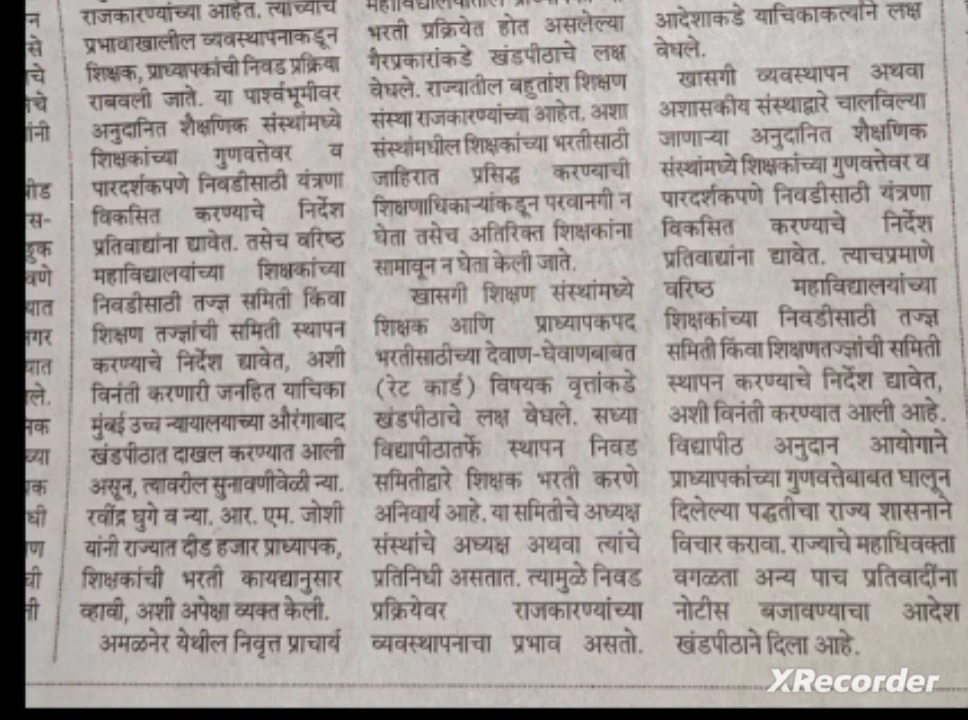 न
से
चे
चे
ांनी
ीड
स-
ुक
वणे
यात
गर
यात
ले.
क
च्या
क
घी
ण
ची
ती
राजकारण्यांच्या आहेत. त्यांच्याच
प्रभावाखालील व्यवस्थापनाकडून
शिक्षक, प्राध्यापकांची निवड प्रक्रिया
राबवली जाते. या पार्श्वभूमीवर
अनुदानित शैक्षणिक संस्थांमध्ये
शिक्षकांच्या गुणवत्तेवर व
पारदर्शकपणे निवडीसाठी यंत्रणा
विकसित करण्याचे निर्देश
प्रतिवाद्यांना द्यावेत. तसेच वरिष्ठ
महाविद्यालयांच्या शिक्षकांच्या
निवडीसाठी तज्ज्ञ समिती किंवा
शिक्षण तज्ज्ञांची समिती स्थापन
करण्याचे निर्देश द्यावेत, अशी
विनंती करणारी जनहित याचिका
मुंबई उच्च न्यायालयाच्या औरंगाबाद
खंडपीठात दाखल करण्यात आली
असून, त्यावरील सुनावणीवेळी न्या.
रवींद्र घुगे व न्या. आर. एम. जोशी
यांनी राज्यात दीड हजार प्राध्यापक,
शिक्षकांची भरती कायद्यानुसार
व्हावी, अशी अपेक्षा व्यक्त केली.
अमळनेर येथील निवृत्त प्राचार्य
भरती प्रक्रियेत होत असलेल्या
गैरप्रकारांकडे खंडपीठाचे लक्ष
वेधले. राज्यातील बहुतांश शिक्षण
संस्था राजकारण्यांच्या आहेत. अशा
संस्थांमधील शिक्षकांच्या भरतीसाठी
जाहिरात प्रसिद्ध करण्याची
शिक्षणाधिकाऱ्यांकडून परवानगी न
घेता तसेच अतिरिक्त शिक्षकांना
सामावून न घेता केली जाते.
खासगी शिक्षण संस्थांमध्ये
शिक्षक आणि प्राध्यापकपद
भरतीसाठीच्या देवाण-घेवाणबाबत
(रेट कार्ड) विषयक वृत्तांकडे
खंडपीठाचे लक्ष वेधले. सध्या
विद्यापीठातर्फे स्थापन निवड
समितीद्वारे शिक्षक भरती करणे
अनिवार्य आहे. या समितीचे अध्यक्ष
संस्थांचे अध्यक्ष अथवा त्यांचे
प्रतिनिधी असतात. त्यामुळे निवड
प्रक्रियेवर राजकारण्यांच्या
व्यवस्थापनाचा प्रभाव असतो.
आदेशाकडे याचिकाकर्त्याने लक्ष
वेधले.
खासगी व्यवस्थापन अथवा
अशासकीय संस्थाद्वारे चालविल्या
जाणाऱ्या अनुदानित शैक्षणिक
संस्थांमध्ये शिक्षकांच्या गुणवत्तेवर व
पारदर्शकपणे निवडीसाठी यंत्रणा
विकसित करण्याचे निर्देश
प्रतिवाद्यांना द्यावेत. त्याचप्रमाणे
वरिष्ठ महाविद्यालयांच्या
शिक्षकांच्या निवडीसाठी तज्ज्ञ
समिती किंवा शिक्षणतज्ज्ञांची समिती
स्थापन करण्याचे निर्देश द्यावेत,
अशी विनंती करण्यात आली आहे.
विद्यापीठ अनुदान आयोगाने
प्राध्यापकांच्या गुणवत्तेबाबत घालून
दिलेल्या पद्धतीचा राज्य शासनाने
विचार करावा. राज्याचे महाधिवक्ता
वगळता अन्य पाच प्रतिवादींना
नोटीस बजावण्याचा आदेश
खंडपीठाने दिला आहे.
XRecorder